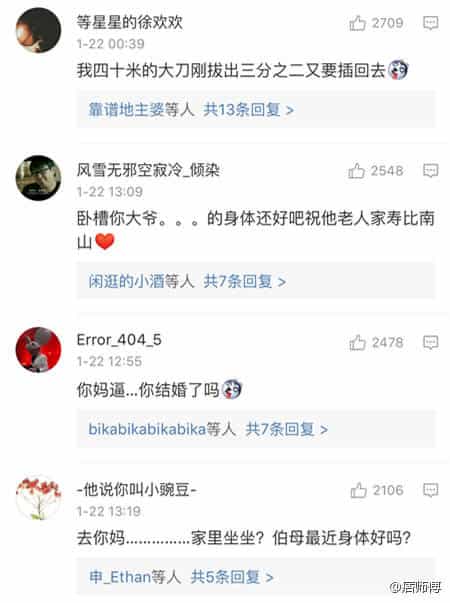 等星星的徐欢欢
2709
1-22 00:39
我四十米的大刀刚拔出三分之二又要插回去
靠谱地主婆等人 共13条回复 >
风雪无邪空寂冷_倾染
2548
1-22 13:09
卧槽你大爷。。。的身体还好吧祝他老人家寿比南
山❤
闲逛的小酒等人 共7条回复 >
Error_404_5
2478
1-22 12:55
你妈逼...你结婚了吗
bikabikabikabika等人 共7条回复 >
-他说你叫小豌豆-
2106
1-22 13:19
去你妈……………家里坐坐？伯母最近身体好吗？
申_Ethan等人 共5条回复 >
@唐师傅